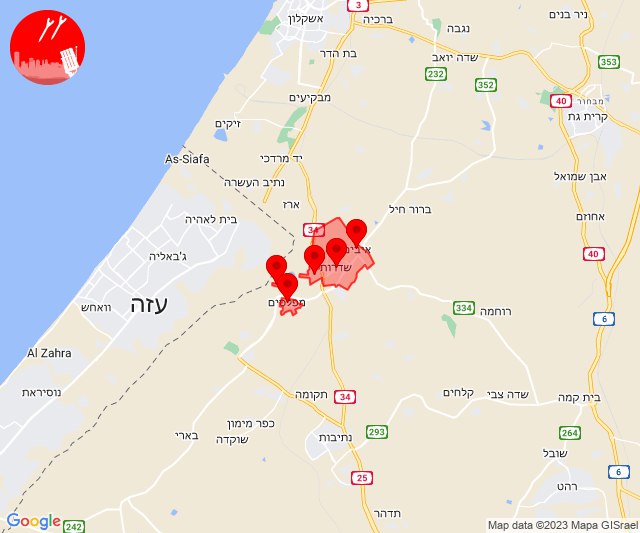 3
ניר בנים
ברכיה
אשקלון
נגבה
בת הדר
שדה יואב
353
232
352
מבקיעים
40
מבחור
קרית גת
זיקים
יד מרדכי
As-Siafa
אבן שמואל
נתיב העשרה
ארז
ברור חיל
אחוזם
בית לאהיה
34
איבים
ג'באליה
40
שדרות
מפלסים
עזה
וואחש
334
רוחמה
6
Al Zahra
נוסיראת
תקומה
34
קלחים
שדה צבי
בית קמה
כפר מימון
שוקדה
בארי
נתיבות
293
264
שובל
25
6
רהט
תדהר
Google
242
Map data ©2023 Mapa GISrael